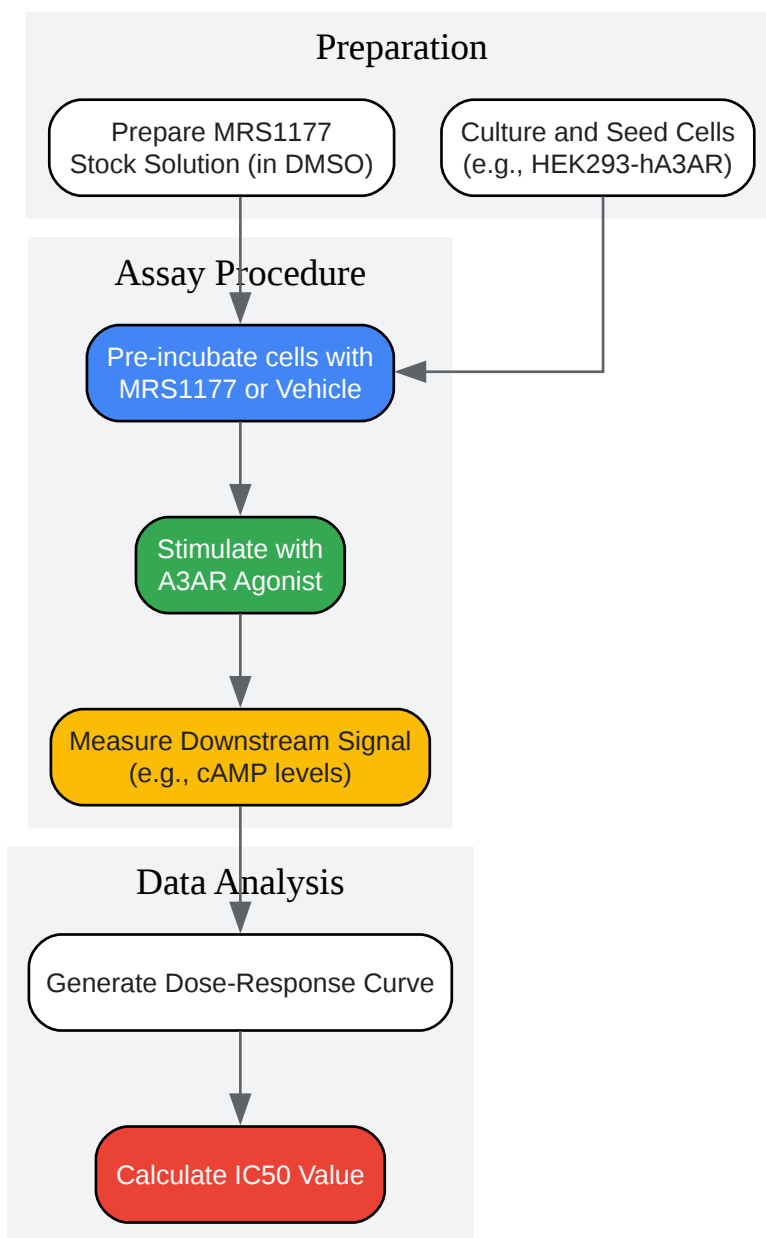 Preparation
Prepare MRS1177
Stock Solution (in DMSO)
Culture and Seed Cells
(e.g., HEK293-hA3AR)
Assay Procedure
Pre-incubate cells with
MRS1177 or Vehicle
Stimulate with
A3AR Agonist
Measure Downstream Signal
(e.g., cAMP levels)
Data Analysis
Generate Dose-Response Curve
Calculate IC50 Value